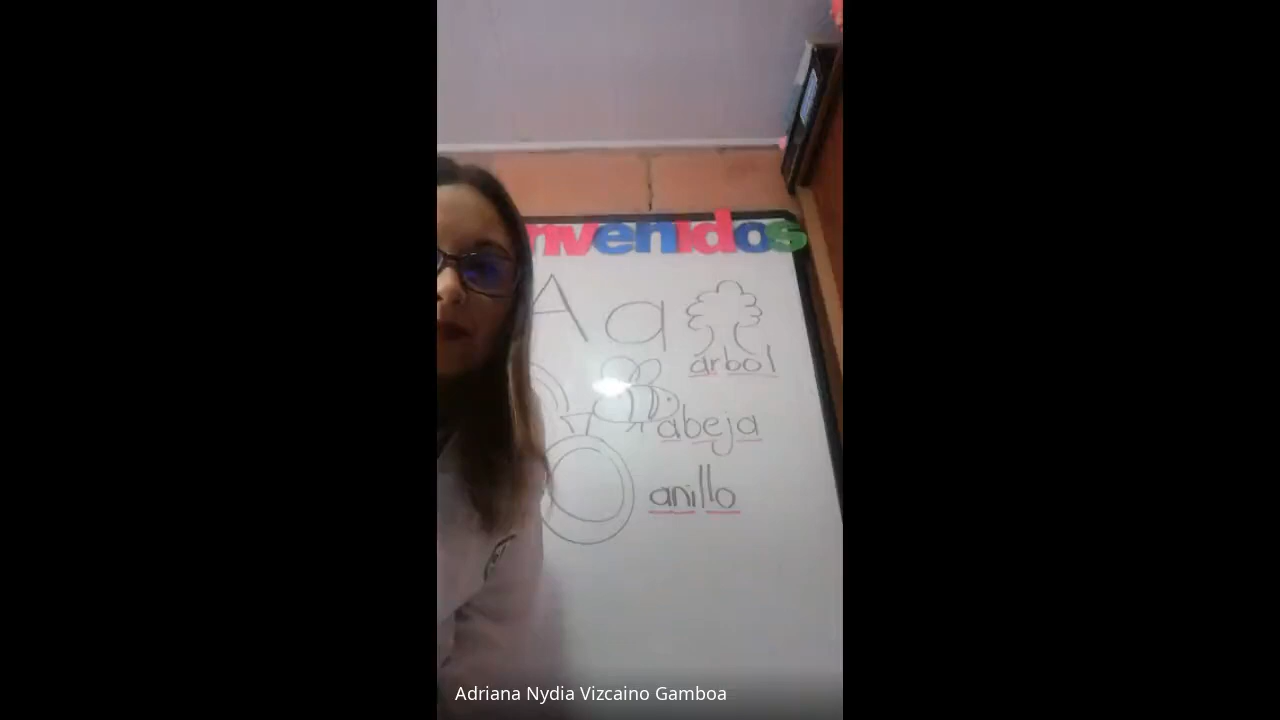 nvenidos
A a
arbol
abeja
anillo
Adriana Nydia Vizcaino Gamboa